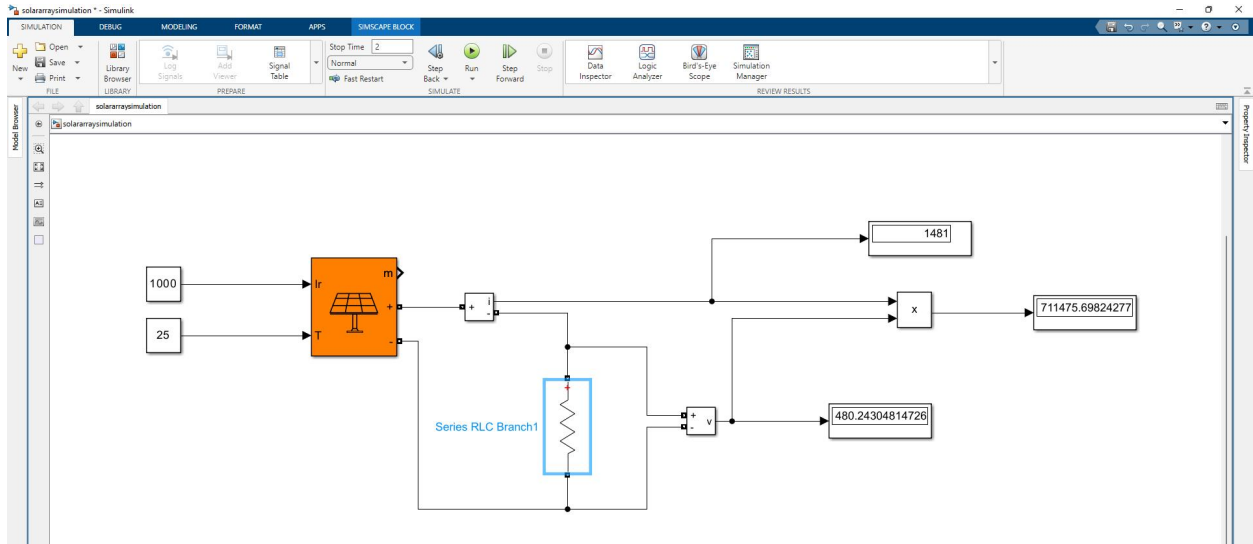 solararraysimulation * - Simulink
SIMULATION DEBUG MODELING FORMAT APPS SIMSCAPE BLOCK
New
Open
Save
Print
FILE
Library Browser
LIBRARY
Log Signals
Add Viewer
Signal Table
PREPARE
Stop Time 2
Normal
Fast Restart
Step Back
Run
Step Forward
Stop
SIMULATE
Data Inspector
Logic Analyzer
Bird's-Eye Scope
Simulation Manager
REVIEW RESULTS
Model Browser
solararraysimulation
solararraysimulation
Property Inspector
1481
1000
Ir
m
+
+
i
-
x
711475.69824277
25
T
-
+
Series RLC Branch1
+
-
v
480.24304814726